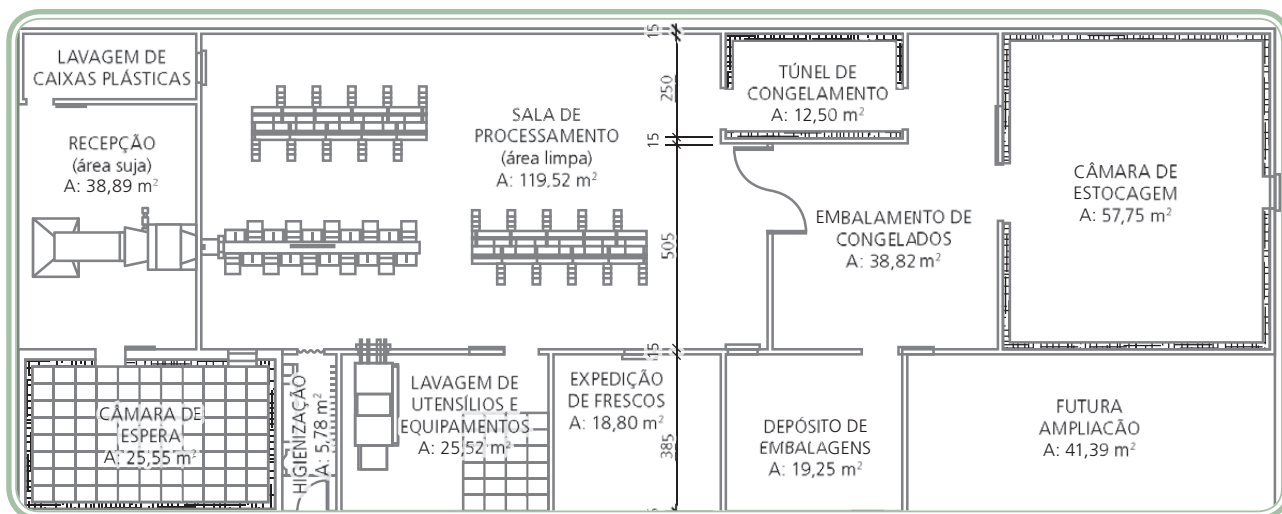 LAVAGEM DE
CAIXAS PLÁSTICAS
RECEPÇÃO
(área suja)
A: 38,89 m²
SALA DE
PROCESSAMENTO
(área limpa)
A: 119,52 m²
15
250
15
505
15
385
TÚNEL DE
CONGELAMENTO
A: 12,50 m²
EMBALAMENTO DE
CONGELADOS
A: 38,82 m²
CÂMARA DE
ESTOCAGEM
A: 57,75 m²
CÂMARA DE
ESPERA
A: 25,55 m²
HIGIENIZAÇÃO
A: 5,78 m²
LAVAGEM DE
UTENSÍLIOS E
EQUIPAMENTOS
A: 25,52 m²
EXPEDIÇÃO
DE FRESCOS
A: 18,80 m²
DEPÓSITO DE
EMBALAGENS
A: 19,25 m²
FUTURA
AMPLIAÇÃO
A: 41,39 m²